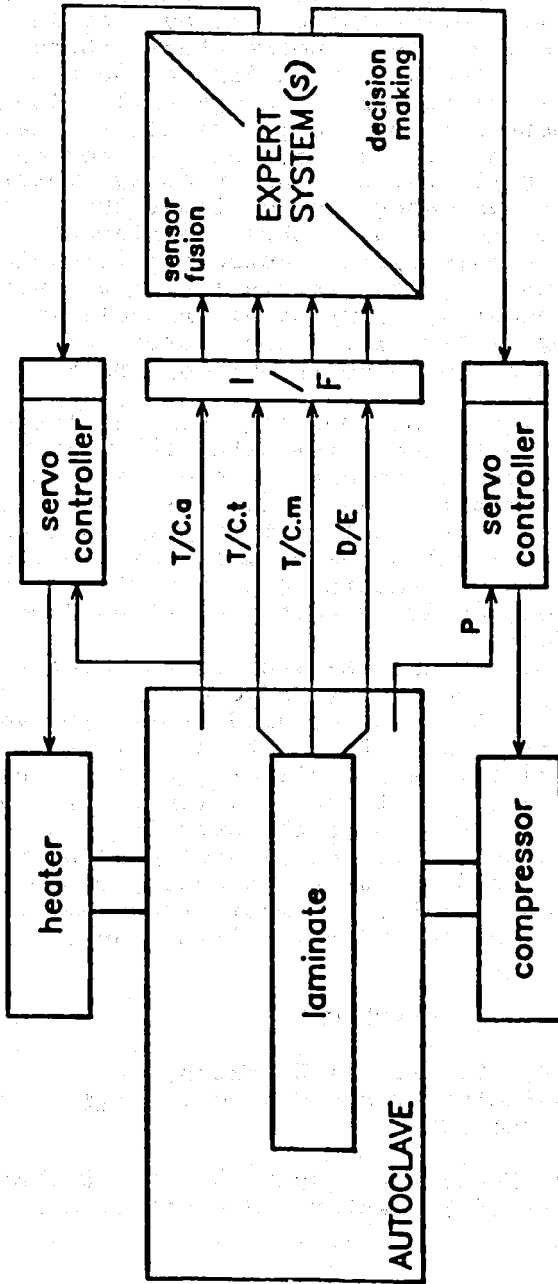 heater
servo
controller
sensor
fusion
EXPERT
SYSTEM(S)
decision
making
I / F
T/C.a
T/C.t
T/C.m
D/E
laminate
AUTOCLAVE
P
compressor
servo
controller